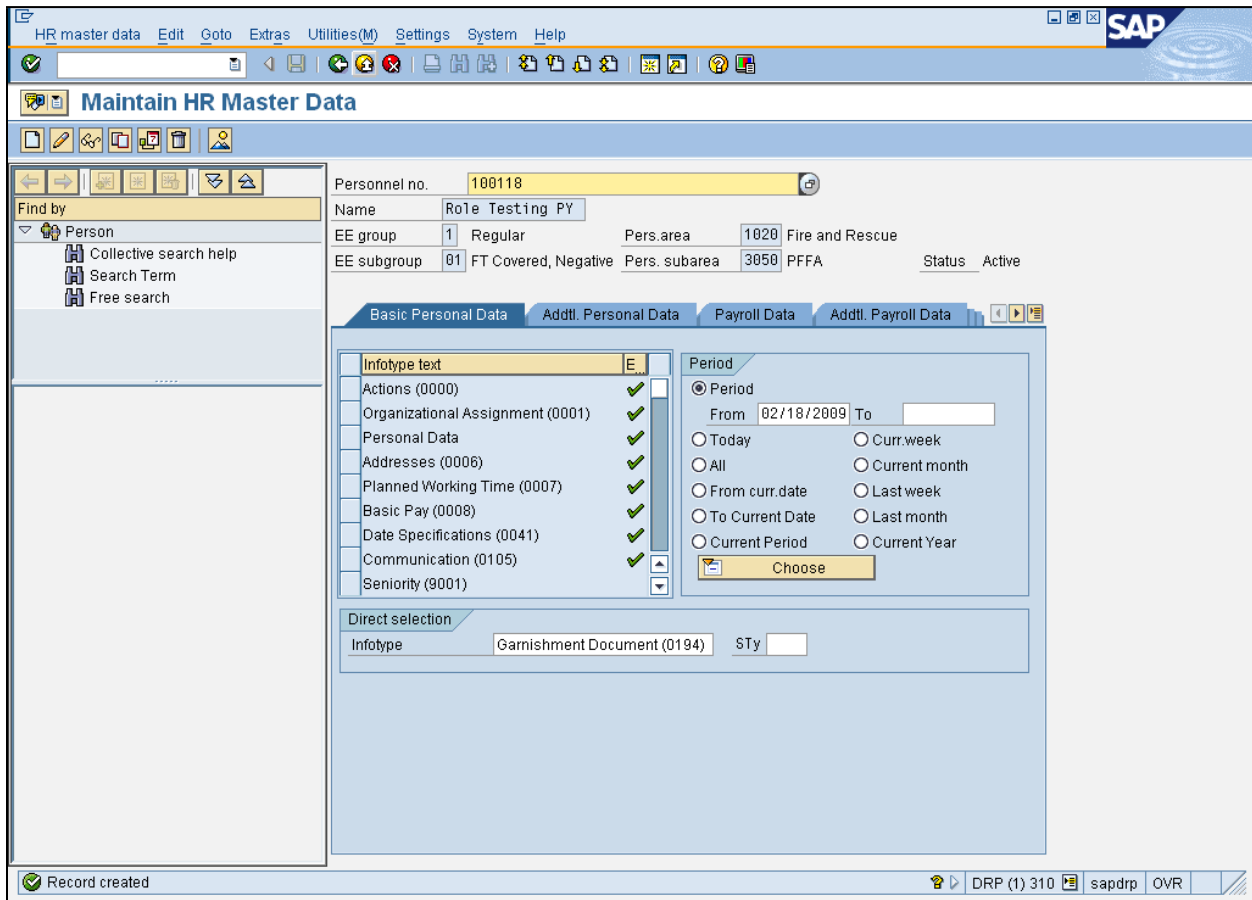 HR master data Edit Goto Extras Utilities(M) Settings System Help
SAP
Maintain HR Master Data
Find by
Person
Collective search help
Search Term
Free search
Personnel no. 100118
Name Role Testing PY
EE group 1 Regular Pers.area 1020 Fire and Rescue
EE subgroup 01 FT Covered, Negative Pers. subarea 3050 PFFA Status Active
Basic Personal Data Addtl. Personal Data Payroll Data Addtl. Payroll Data
Infotype text E...
Actions (0000)
Organizational Assignment (0001)
Personal Data
Addresses (0006)
Planned Working Time (0007)
Basic Pay (0008)
Date Specifications (0041)
Communication (0105)
Seniority (9001)
Period
Period
From 02/18/2009 To
Today Curr.week
All Current month
From curr.date Last week
To Current Date Last month
Current Period Current Year
Choose
Direct selection
Infotype Garnishment Document (0194) STy
Record created DRP (1) 310 sapdrp OVR